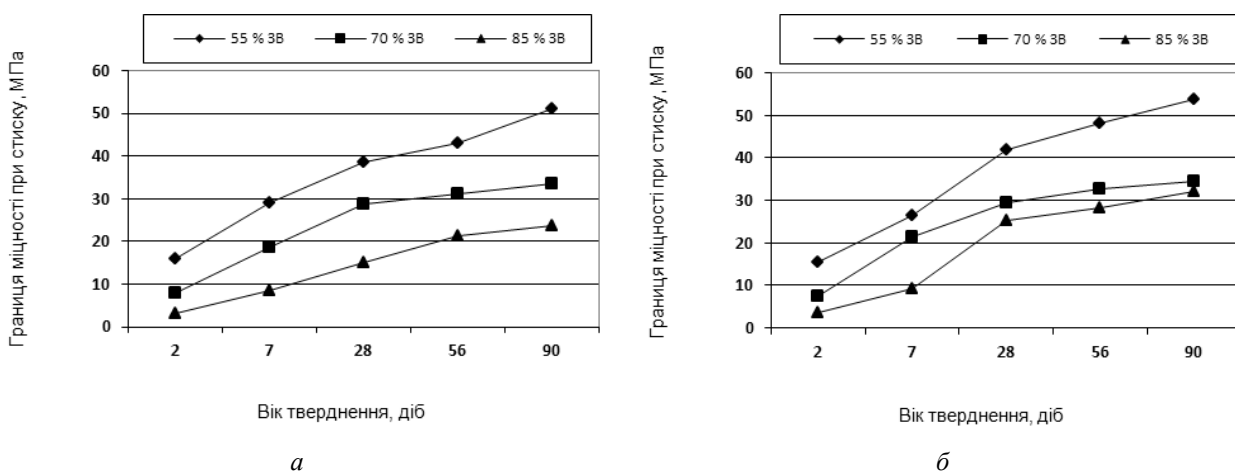 55 % ЗВ 70 % ЗВ 85 % ЗВ
Границя міцності при стиску, МПа
60
50
40
30
20
10
0
2 7 28 56 90
Вік тверднення, діб
а
55 % ЗВ 70 % ЗВ 85 % ЗВ
Границя міцності при стиску, МПа
60
50
40
30
20
10
0
2 7 28 56 90
Вік тверднення, діб
б